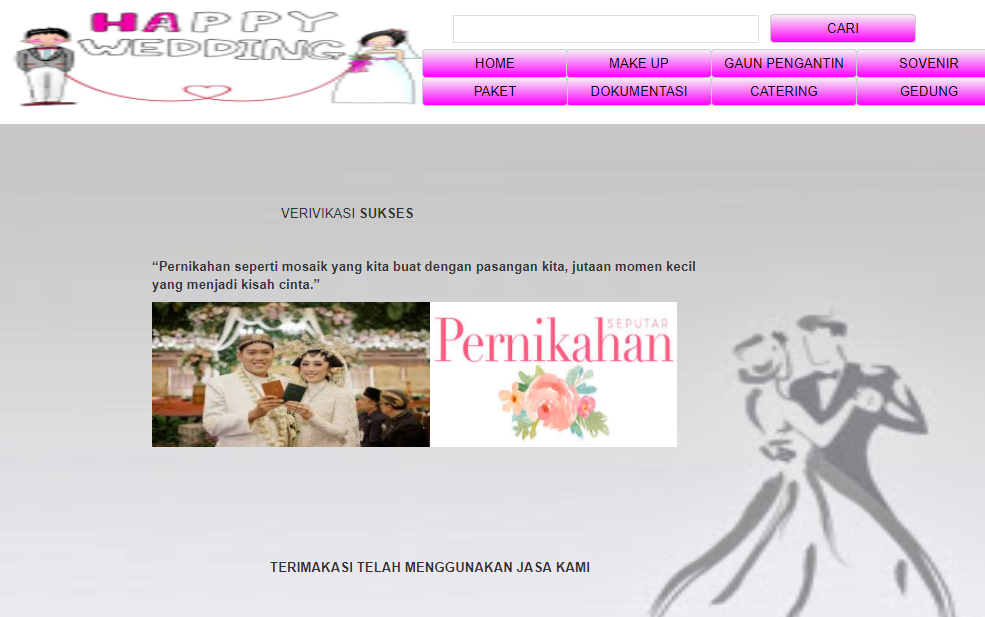 HAPPY
WEDDING
CARI
HOME MAKE UP GAUN PENGANTIN SOVENIR
PAKET DOKUMENTASI CATERING GEDUNG
VERIVIKASI SUKSES
“Pernikahan seperti mosaik yang kita buat dengan pasangan kita, jutaan momen kecil
yang menjadi kisah cinta.”
SEPUTAR
Pernikahan
TERIMAKASI TELAH MENGGUNAKAN JASA KAMI